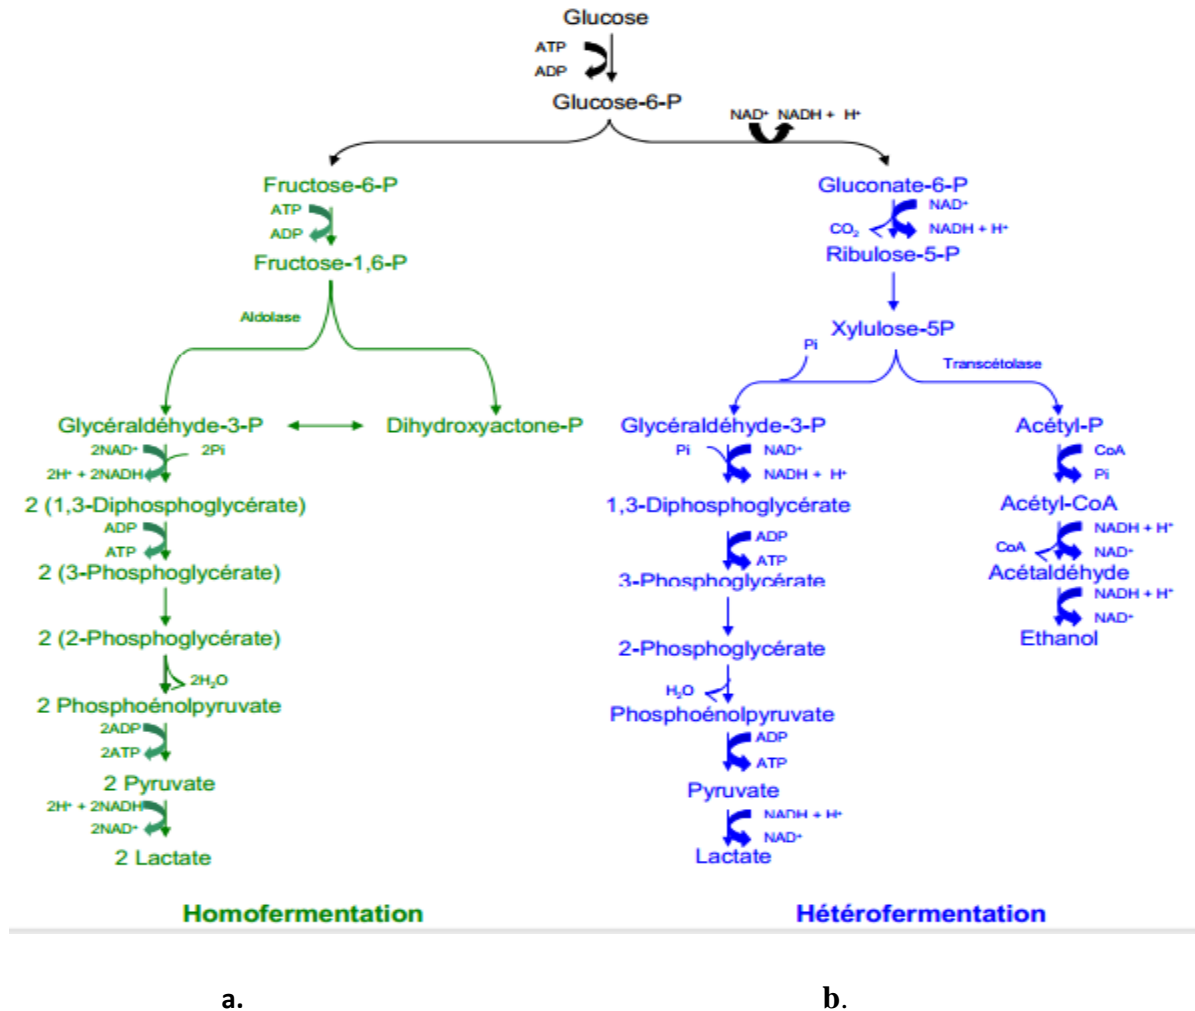 Glucose
ATP
ADP
Glucose-6-P
NAD⁺ NADH + H⁺
Fructose-6-P
ATP
ADP
Fructose-1,6-P
Aldolase
Glycéraldéhyde-3-P
Dihydroxyactone-P
2NAD⁺
2Pi
2H⁺ + 2NADH
2 (1,3-Diphosphoglycérate)
ADP
ATP
2 (3-Phosphoglycérate)
2 (2-Phosphoglycérate)
2H₂O
2 Phosphoénolpyruvate
2ADP
2ATP
2 Pyruvate
2H⁺ + 2NADH
2NAD⁺
2 Lactate
Homofermentation
Gluconate-6-P
NAD⁺
CO₂
NADH + H⁺
Ribulose-5-P
Xylulose-5P
Pi
Transcétolase
Glycéraldéhyde-3-P
Pi
NAD⁺
NADH + H⁺
1,3-Diphosphoglycérate
ADP
ATP
3-Phosphoglycérate
2-Phosphoglycérate
H₂O
Phosphoénolpyruvate
ADP
ATP
Pyruvate
NADH + H⁺
NAD⁺
Lactate
Acétyl-P
CoA
Pi
Acétyl-CoA
NADH + H⁺
CoA
NAD⁺
Acétaldéhyde
NADH + H⁺
NAD⁺
Ethanol
Hétérofermentation
a.
b.